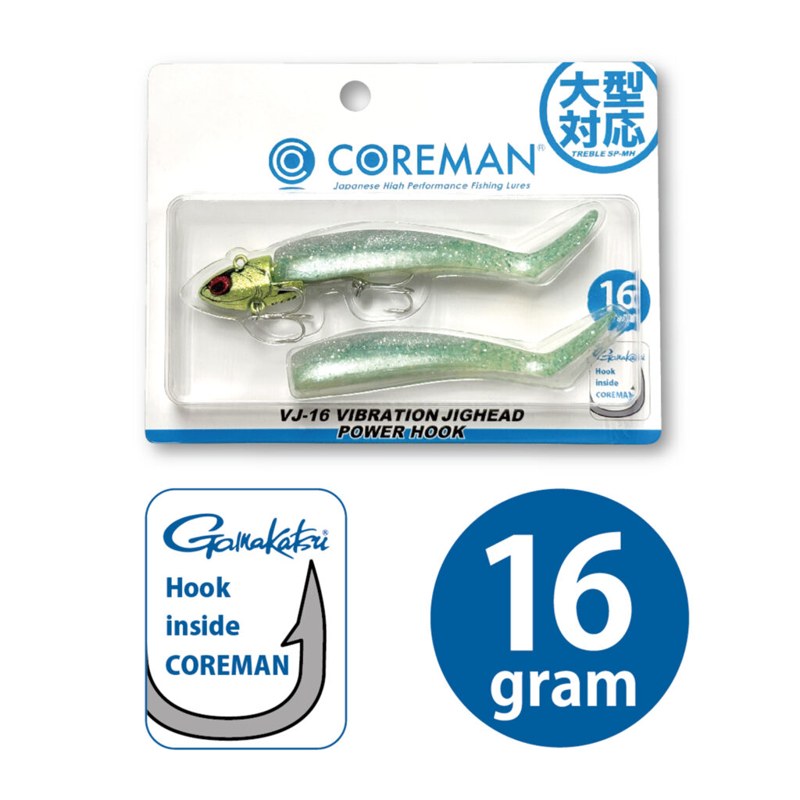 大型
対応
TREBLE SP-MH
COREMAN®
Japanese High Performance Fishing Lures
16
Gamakatsu
Hook
inside
COREMAN
VJ-16 VIBRATION JIGHEAD
POWER HOOK
Gamakatsu®
Hook
inside
COREMAN
16
gram